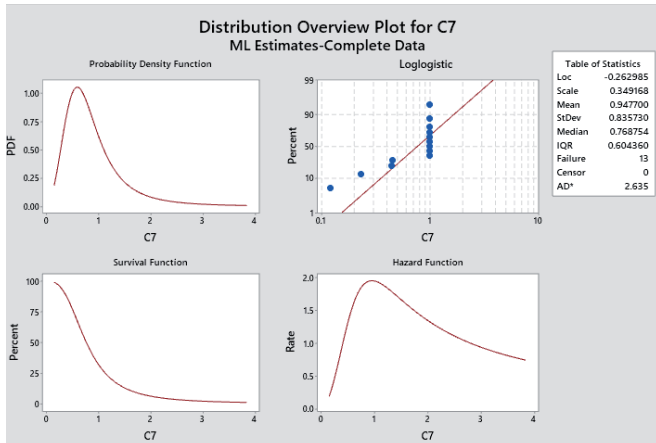 Distribution Overview Plot for C7
ML Estimates-Complete Data
Probability Density Function
1.00
0.75
0.50
0.25
0.00
PDF
0
1
2
3
4
C7
Loglogistic
99
90
50
10
1
Percent
0.1
1
10
C7
Table of Statistics
Loc -0.262985
Scale 0.349168
Mean 0.947700
StDev 0.835730
Median 0.768754
IQR 0.604360
Failure 13
Censor 0
AD* 2.635
Survival Function
100
75
50
25
0
Percent
0
1
2
3
4
C7
Hazard Function
2.0
1.5
1.0
0.5
0.0
Rate
0
1
2
3
4
C7